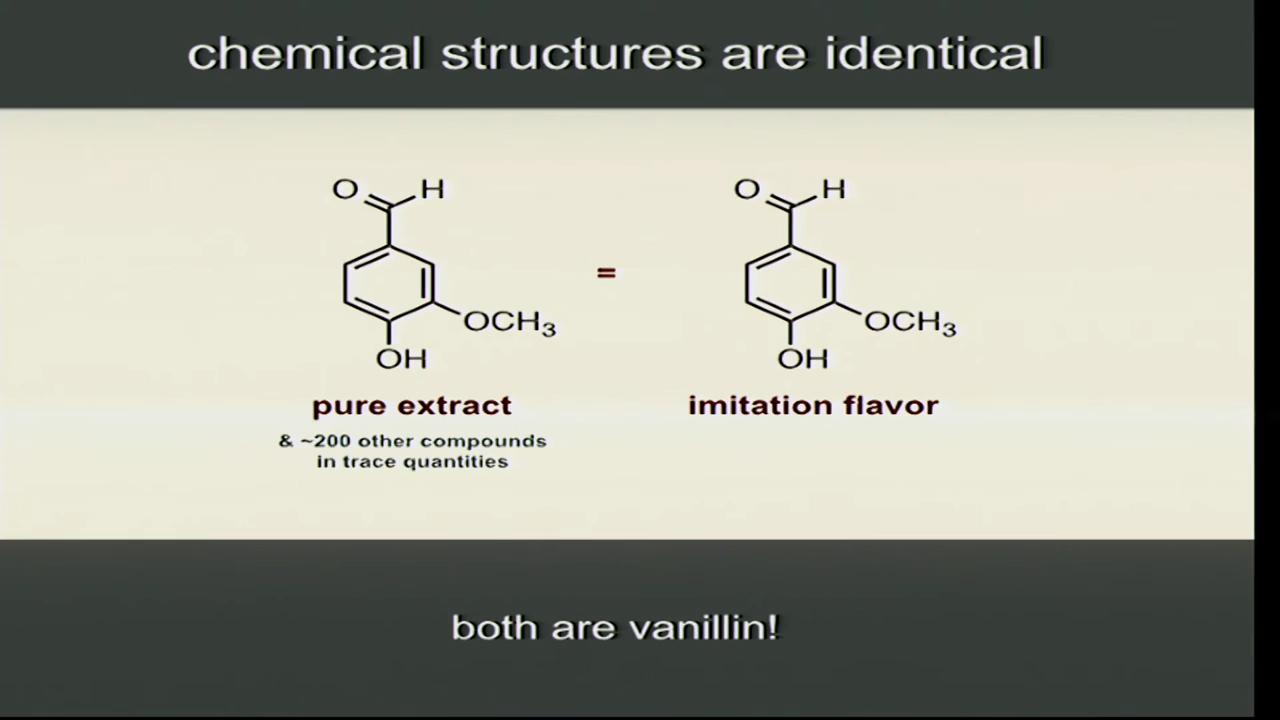 chemical structures are identical
O H O H
=
OCH3 OCH3
OH OH
pure extract imitation flavor
& ~200 other compounds
in trace quantities
both are vanillin!